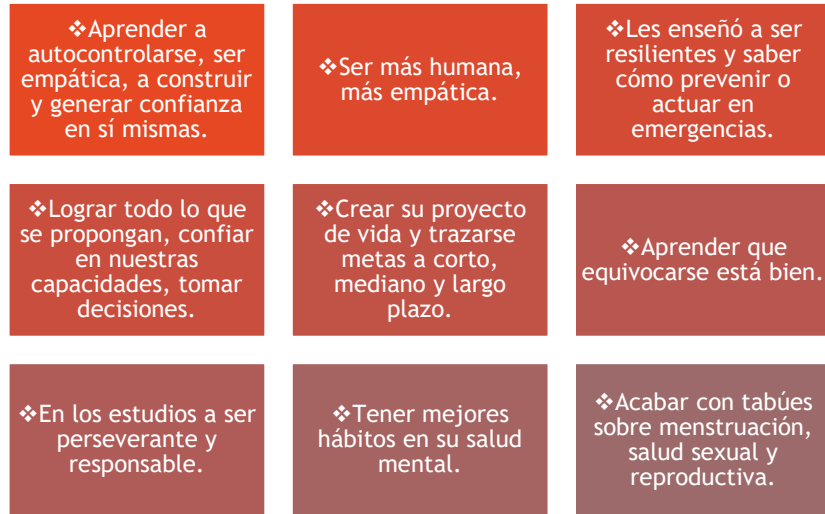 ❖Aprender a
autocontrolarse, ser
empática, a construir
y generar confianza
en sí mismas.
❖Ser más humana,
más empática.
❖Les enseñó a ser
resilientes y saber
cómo prevenir o
actuar en
emergencias.
❖Lograr todo lo que
se propongan, confiar
en nuestras
capacidades, tomar
decisiones.
❖Crear su proyecto
de vida y trazarse
metas a corto,
mediano y largo
plazo.
❖Aprender que
equivocarse está bien.
❖En los estudios a ser
perseverante y
responsable.
❖Tener mejores
hábitos en su salud
mental.
❖Acabar con tabúes
sobre menstruación,
salud sexual y
reproductiva.